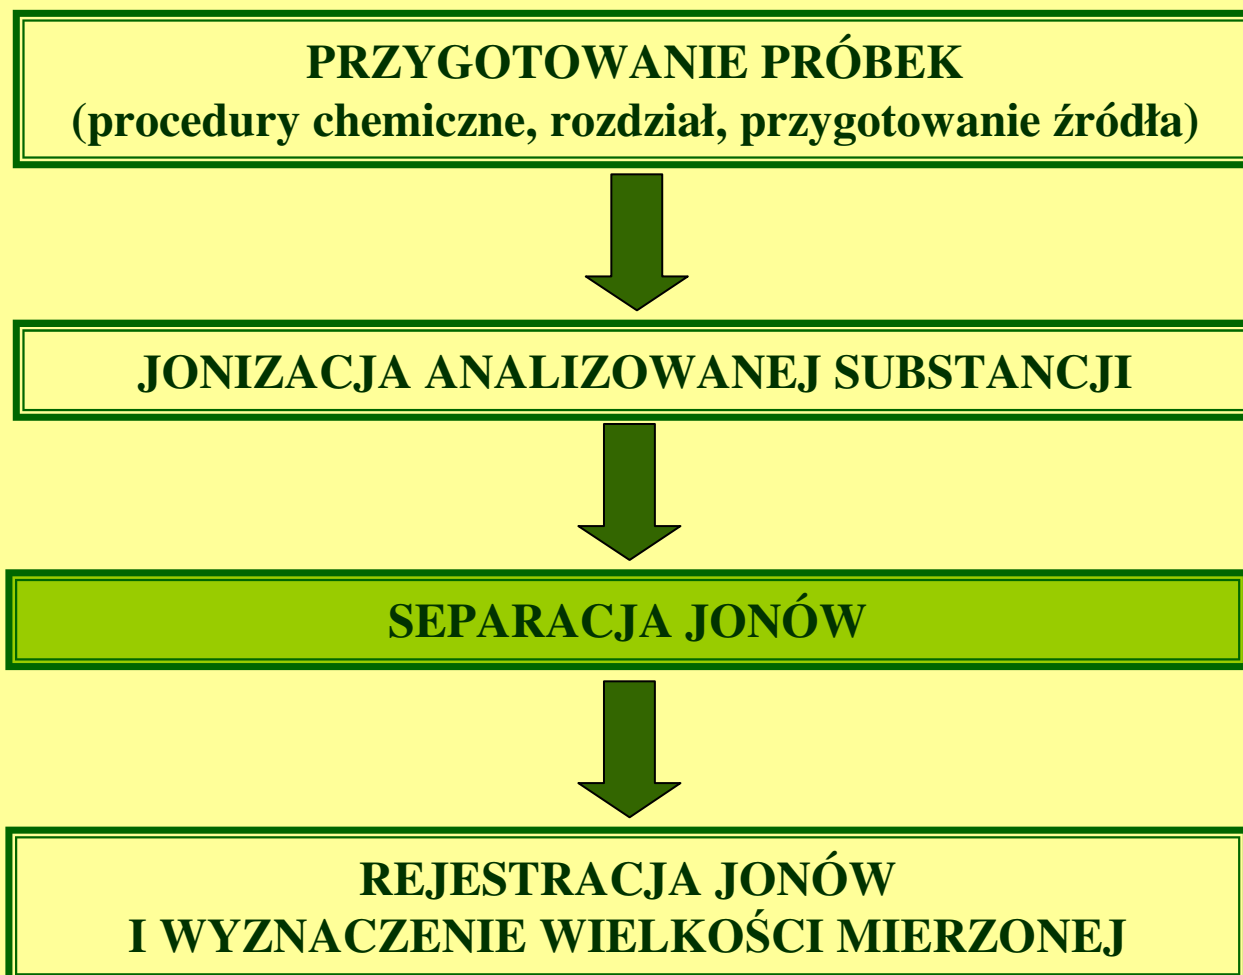 PRZYGOTOWANIE PRÓBEK
(procedury chemiczne, rozdział, przygotowanie źródła)
JONIZACJA ANALIZOWANEJ SUBSTANCJI
SEPARACJA JONÓW
REJESTRACJA JONÓW
I WYZNACZENIE WIELKOŚCI MIERZONEJ